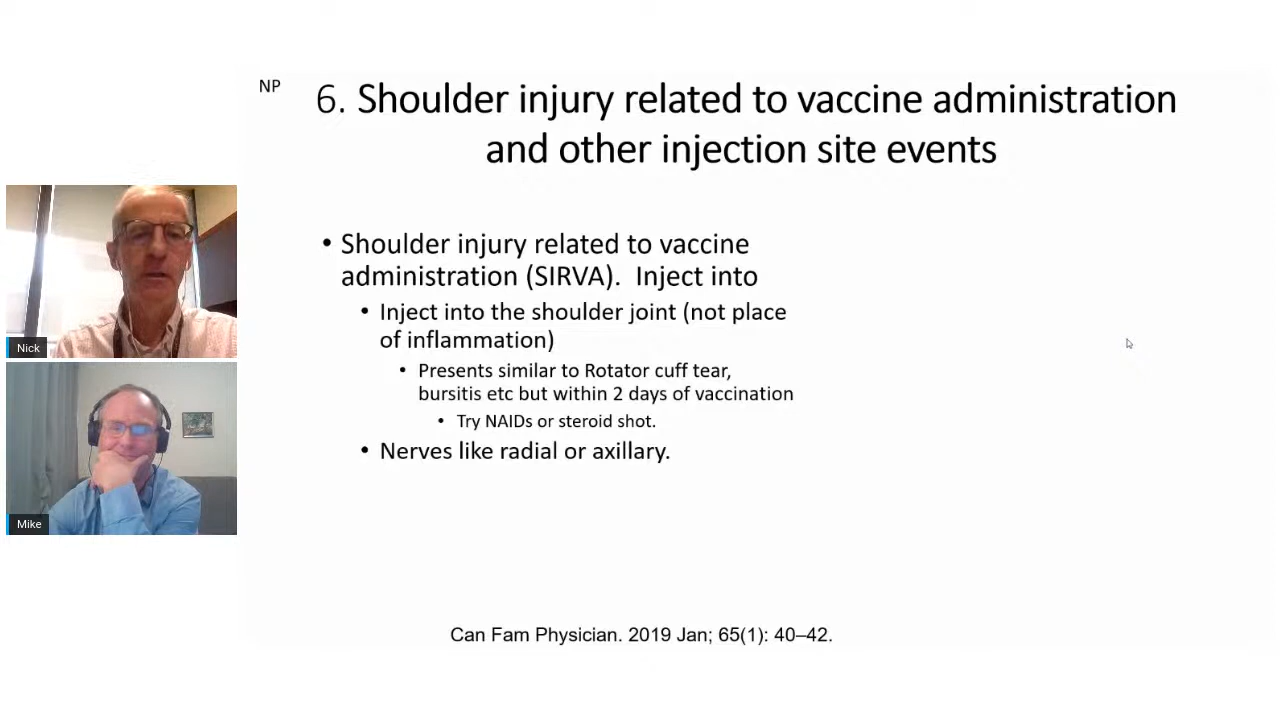 NP
6. Shoulder injury related to vaccine administration
and other injection site events
• Shoulder injury related to vaccine
administration (SIRVA). Inject into
• Inject into the shoulder joint (not place
of inflammation)
• Presents similar to Rotator cuff tear,
bursitis etc but within 2 days of vaccination
• Try NAIDs or steroid shot.
• Nerves like radial or axillary.
Nick
Mike
Can Fam Physician. 2019 Jan; 65(1): 40–42.